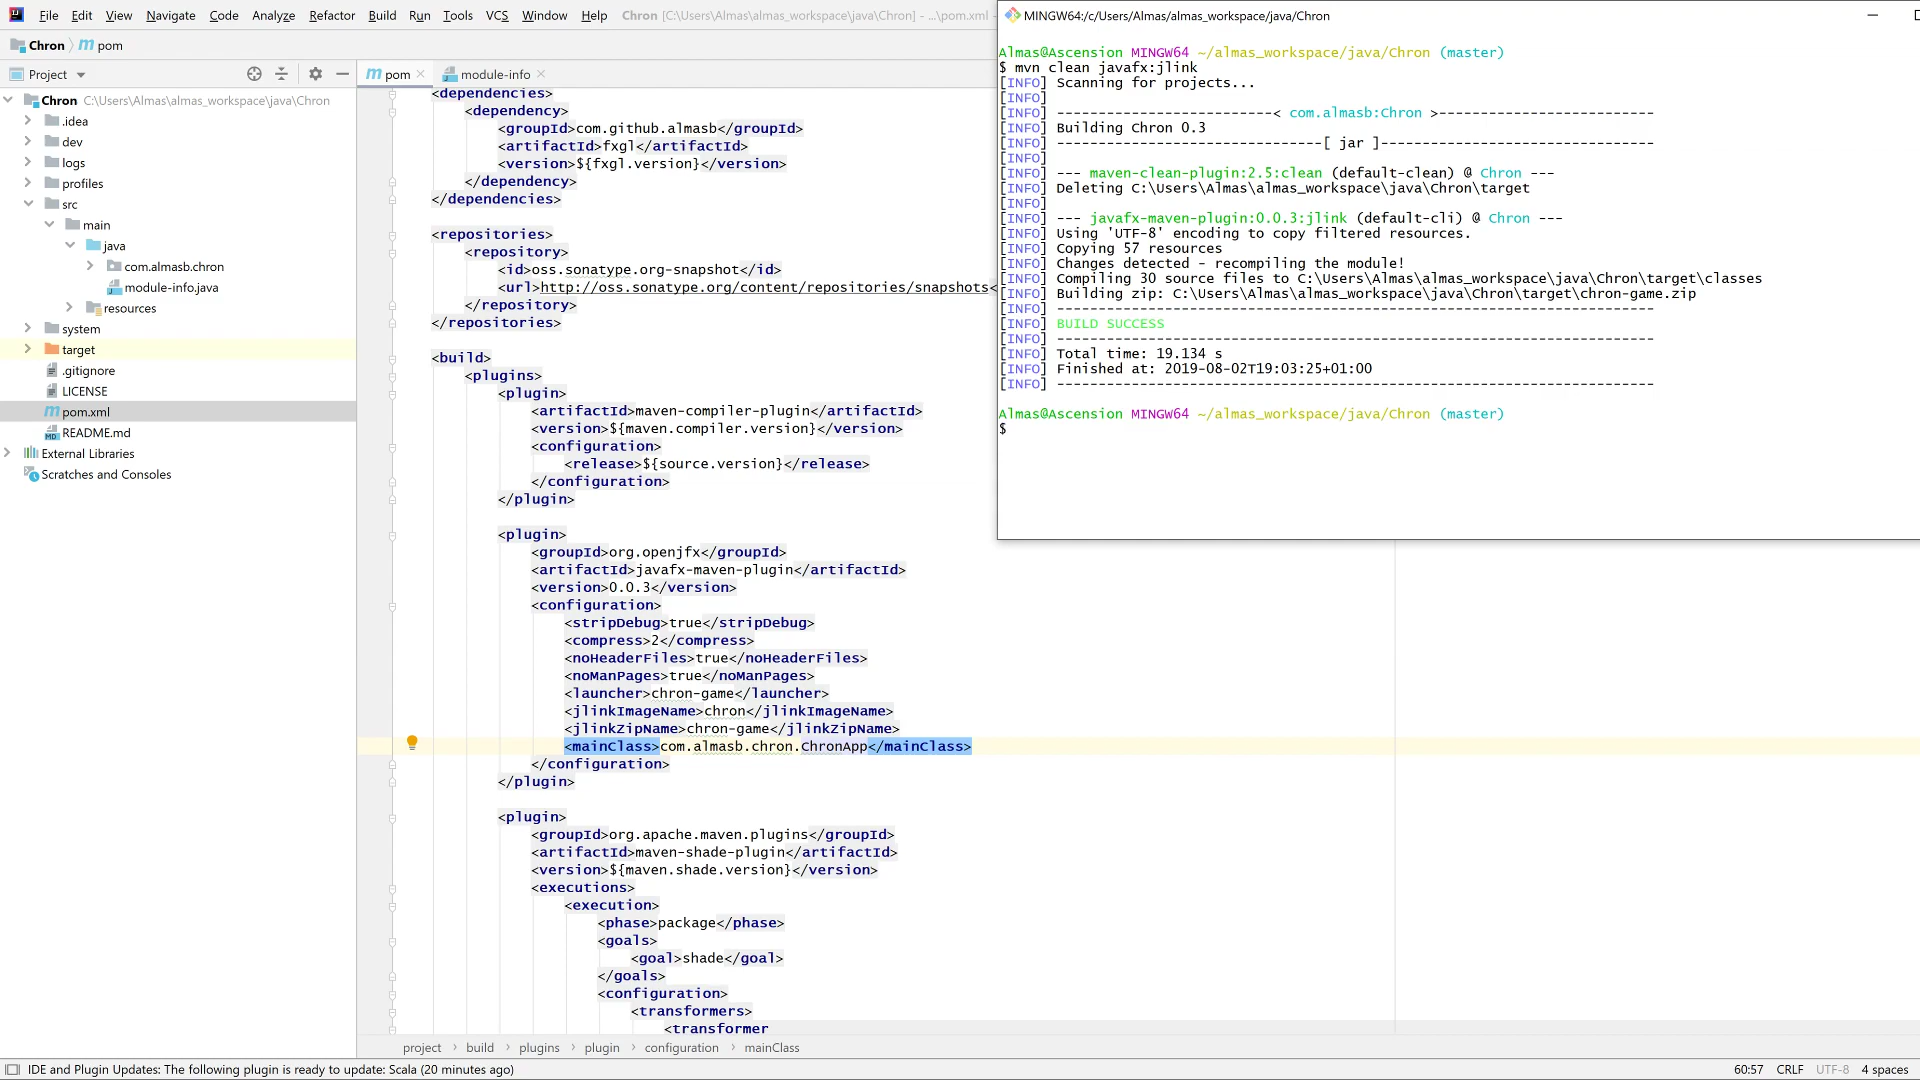 File Edit View Navigate Code Analyze Refactor Build Run Tools VCS Window Help Chron [C:\Users\Almas\almas_workspace\java\Chron] - ...\pom.xml -
Chron pom
Project
pom
module-info
Chron C:\Users\Almas\almas_workspace\java\Chron
.idea
dev
logs
profiles
src
main
java
com.almasb.chron
module-info.java
resources
system
target
.gitignore
LICENSE
pom.xml
README.md
External Libraries
Scratches and Consoles
<dependencies>
<dependency>
<groupId>com.github.almasb</groupId>
<artifactId>fxgl</artifactId>
<version>${fxgl.version}</version>
</dependency>
</dependencies>
<repositories>
<repository>
<id>oss.sonatype.org-snapshot</id>
<url>http://oss.sonatype.org/content/repositories/snapshots<
</repository>
</repositories>
<build>
<plugins>
<plugin>
<artifactId>maven-compiler-plugin</artifactId>
<version>${maven.compiler.version}</version>
<configuration>
<release>${source.version}</release>
</configuration>
</plugin>
<plugin>
<groupId>org.openjfx</groupId>
<artifactId>javafx-maven-plugin</artifactId>
<version>0.0.3</version>
<configuration>
<stripDebug>true</stripDebug>
<compress>2</compress>
<noHeaderFiles>true</noHeaderFiles>
<noManPages>true</noManPages>
<launcher>chron-game</launcher>
<jlinkImageName>chron</jlinkImageName>
<jlinkZipName>chron-game</jlinkZipName>
<mainClass>com.almasb.chron.ChronApp</mainClass>
</configuration>
</plugin>
<plugin>
<groupId>org.apache.maven.plugins</groupId>
<artifactId>maven-shade-plugin</artifactId>
<version>${maven.shade.version}</version>
<executions>
<execution>
<phase>package</phase>
<goals>
<goal>shade</goal>
</goals>
<configuration>
<transformers>
<transformer
project > build > plugins > plugin > configuration > mainClass
MINGW64:/c/Users/Almas/almas_workspace/java/Chron
Almas@Ascension MINGW64 ~/almas_workspace/java/Chron (master)
$ mvn clean javafx:jlink
[INFO] Scanning for projects...
[INFO]
[INFO] --------------------------< com.almasb:Chron >--------------------------
[INFO] Building Chron 0.3
[INFO] --------------------------------[ jar ]---------------------------------
[INFO]
[INFO] --- maven-clean-plugin:2.5:clean (default-clean) @ Chron ---
[INFO] Deleting C:\Users\Almas\almas_workspace\java\Chron\target
[INFO]
[INFO] --- javafx-maven-plugin:0.0.3:jlink (default-cli) @ Chron ---
[INFO] Using 'UTF-8' encoding to copy filtered resources.
[INFO] Copying 57 resources
[INFO] Changes detected - recompiling the module!
[INFO] Compiling 30 source files to C:\Users\Almas\almas_workspace\java\Chron\target\classes
[INFO] Building zip: C:\Users\Almas\almas_workspace\java\Chron\target\chron-game.zip
[INFO] ------------------------------------------------------------------------
[INFO] BUILD SUCCESS
[INFO] ------------------------------------------------------------------------
[INFO] Total time: 19.134 s
[INFO] Finished at: 2019-08-02T19:03:25+01:00
[INFO] ------------------------------------------------------------------------
Almas@Ascension MINGW64 ~/almas_workspace/java/Chron (master)
$
IDE and Plugin Updates: The following plugin is ready to update: Scala (20 minutes ago)
60:57 CRLF UTF-8 4 spaces